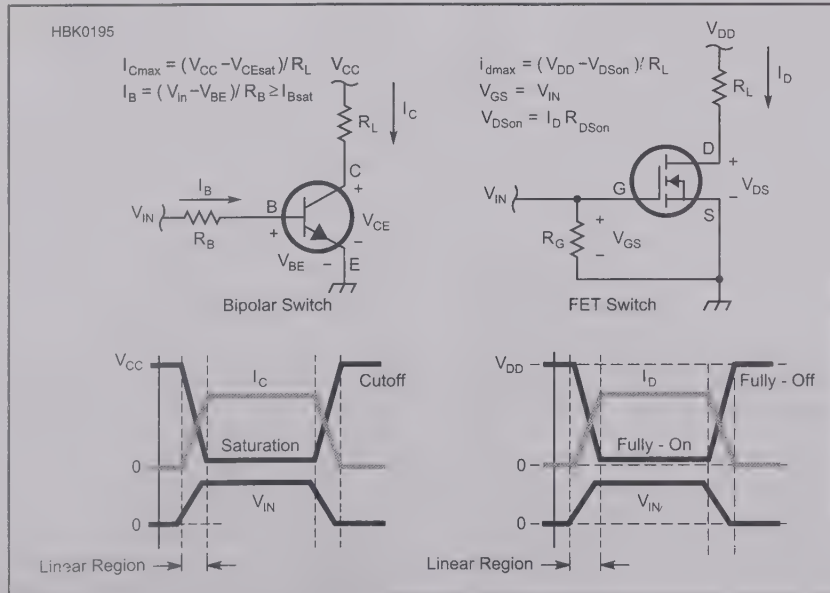 HBK0195
I_Cmax = (V_CC – V_CEsat) / R_L
I_B = (V_in – V_BE) / R_B ≥ I_Bsat
V_CC
I_C
R_L
C
+
I_B
V_IN
B
R_B
+
V_CE
V_BE
–
–
E
Bipolar Switch
i_dmax = (V_DD – V_DSon) / R_L
V_GS = V_IN
V_DSon = I_D R_DSon
V_DD
I_D
R_L
D
+
V_DS
V_IN
G
–
S
R_G
+
V_GS
–
FET Switch
V_CC
I_C
Cutoff
Saturation
0
V_IN
0
Linear Region
V_DD
I_D
Fully - Off
Fully - On
0
V_IN
0
Linear Region